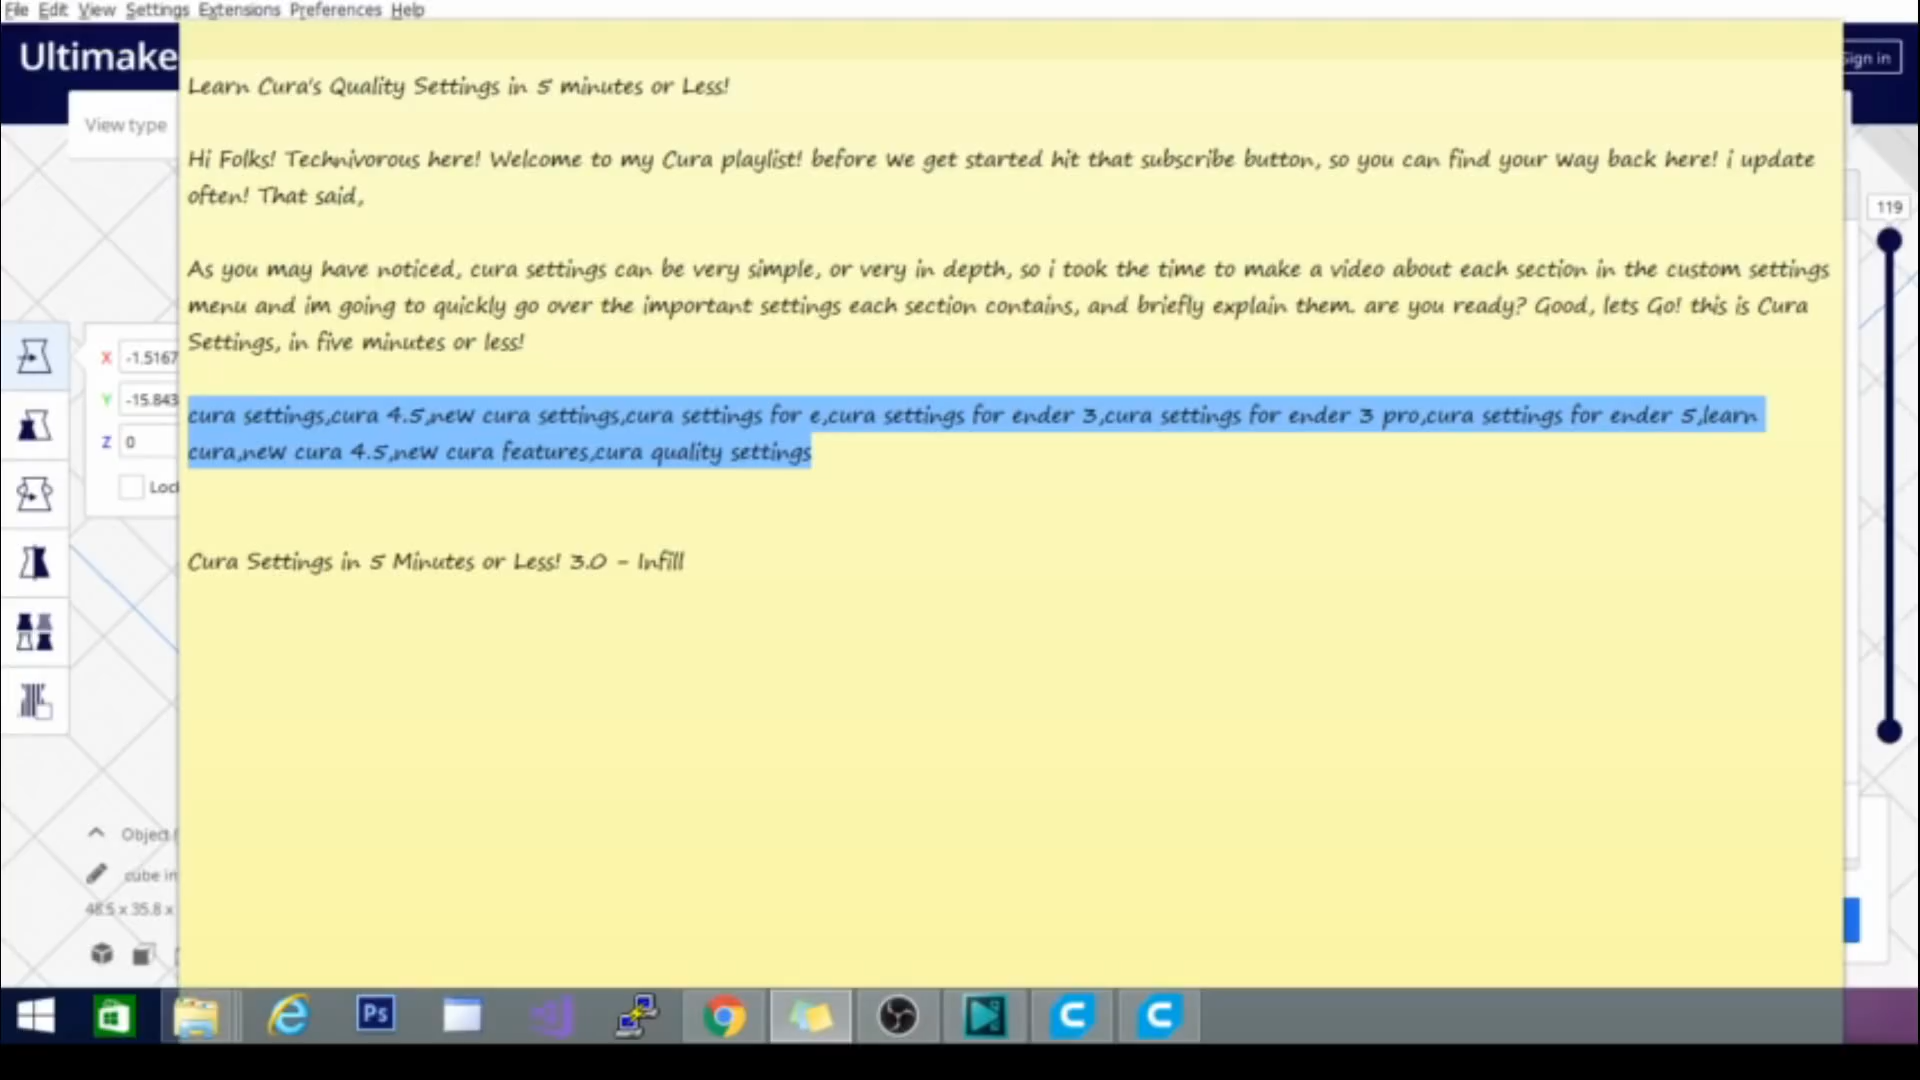 File Edit View Settings Extensions Preferences Help
Ultimake
Sign in
View type
Learn Cura's Quality Settings in 5 minutes or Less!
Hi Folks! Technivorous here! Welcome to my Cura playlist! before we get started hit that subscribe button, so you can find your way back here! i update
often! That said,
119
As you may have noticed, cura settings can be very simple, or very in depth, so i took the time to make a video about each section in the custom settings
menu and im going to quickly go over the important settings each section contains, and briefly explain them. are you ready? Good, lets Go! this is Cura
Settings, in five minutes or less!
X -1.5167
Y -15.843
Z 0
Lock
cura settings,cura 4.5,new cura settings,cura settings for e,cura settings for ender 3,cura settings for ender 3 pro,cura settings for ender 5,learn
cura,new cura 4.5,new cura features,cura quality settings
Cura Settings in 5 Minutes or Less! 3.0 - Infill
Object
cube in
48.5 x 35.8 x
Ps